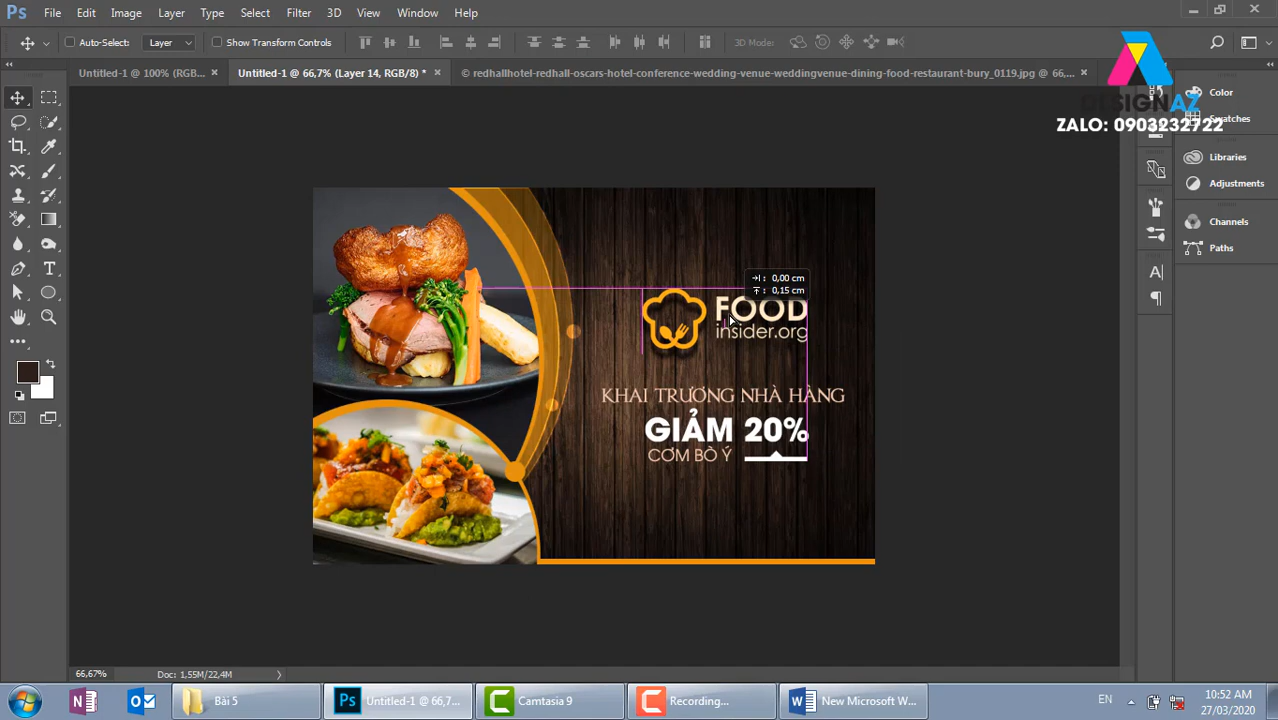 Ps File Edit Image Layer Type Select Filter 3D View Window Help
Auto-Select: Layer Show Transform Controls 3D Mode:
Untitled-1 @ 100% (RGB... × Untitled-1 @ 66,7% (Layer 14, RGB/8) * × © redhallhotel-redhall-oscars-hotel-conference-wedding-venue-weddingvenue-dining-food-restaurant-bury_0119.jpg @ 66,... ×
DESIGNAZ
ZALO: 0903232722
Color
Swatches
Libraries
Adjustments
Channels
Paths
0,00 cm
0,15 cm
FOOD
insider.org
KHAI TRƯƠNG NHÀ HÀNG
GIẢM 20%
CƠM BÒ Ý
66,67% Doc: 1,55M/22,4M
Bài 5
Ps Untitled-1 @ 66,7...
Camtasia 9
Recording...
New Microsoft W...
EN
10:52 AM
27/03/2020